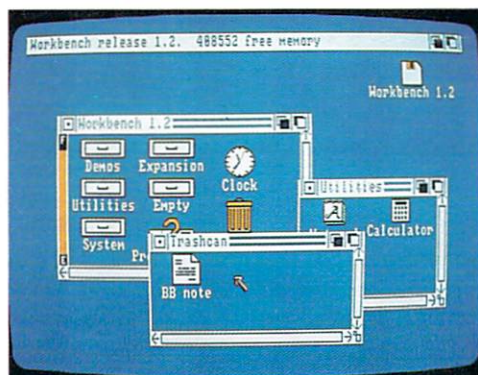 Workbench release 1.2. 488552 free memory
Workbench 1.2
Workbench 1.2
Demos Expansion
Clock
Utilities
Utilities Empty
Calculator
System
Trashcan
Pr
BB note